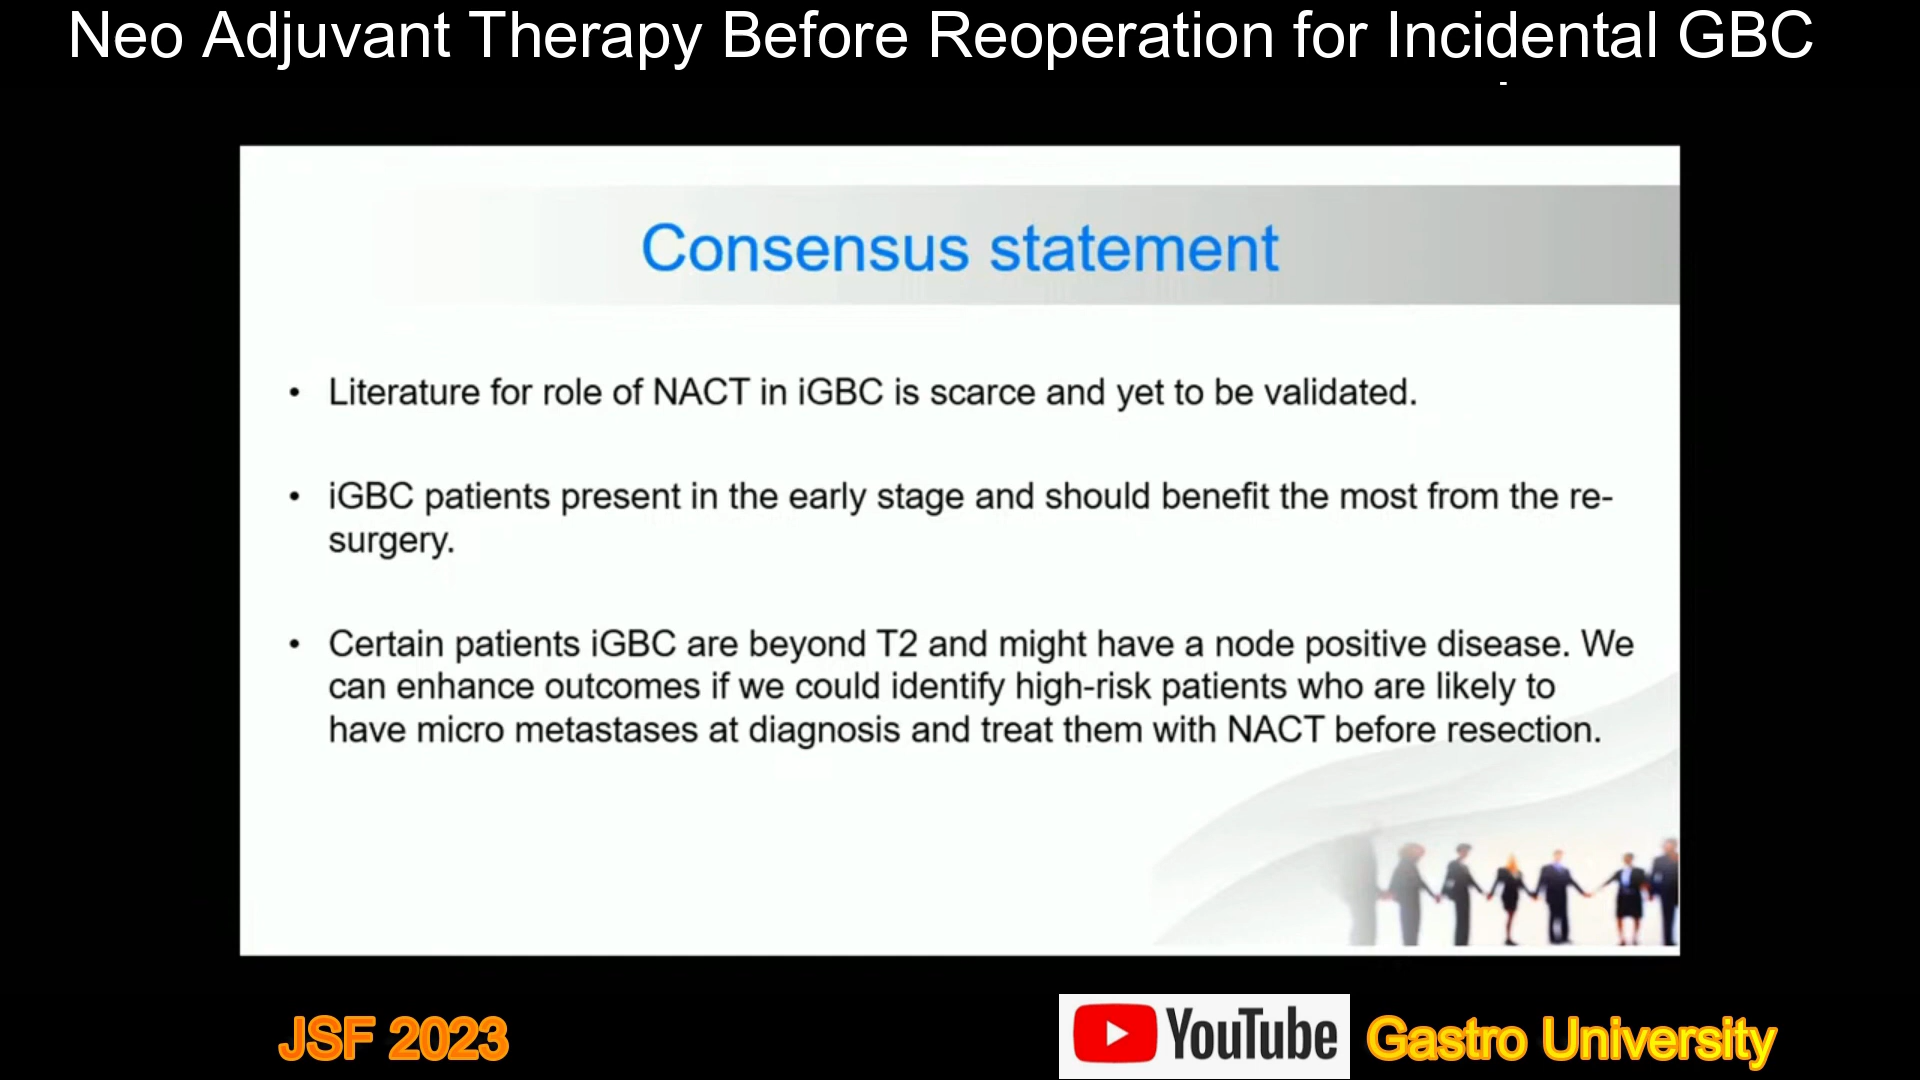 Neo Adjuvant Therapy Before Reoperation for Incidental GBC
Consensus statement
• Literature for role of NACT in iGBC is scarce and yet to be validated.
• iGBC patients present in the early stage and should benefit the most from the re-
surgery.
• Certain patients iGBC are beyond T2 and might have a node positive disease. We
can enhance outcomes if we could identify high-risk patients who are likely to
have micro metastases at diagnosis and treat them with NACT before resection.
JSF 2023
YouTube
Gastro University